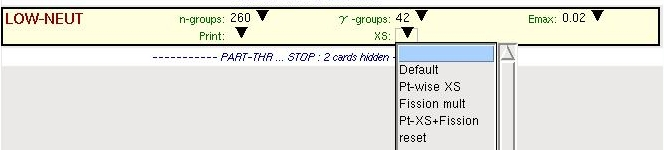 LOW-NEUT n-groups: 260 γ -groups: 42 Emax: 0.02
Print: XS:
----------- PART-THR ... STOP : 2 cards hidden -
Default
Pt-wise XS
Fission mult
Pt-XS+Fission
reset